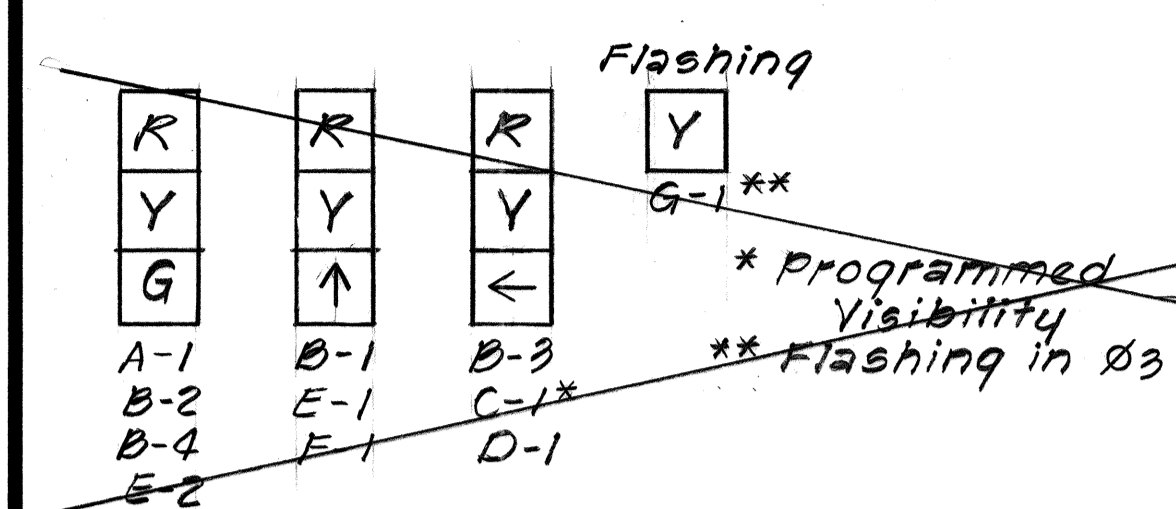 Flashing
R R R Y
Y Y Y G-1 **
G ↑ ←
* Programmed
Visibility
** Flashing in Ø3
A-1 B-1 B-3
B-2 E-1 C-1*
B-4 F-1 D-1
E-2